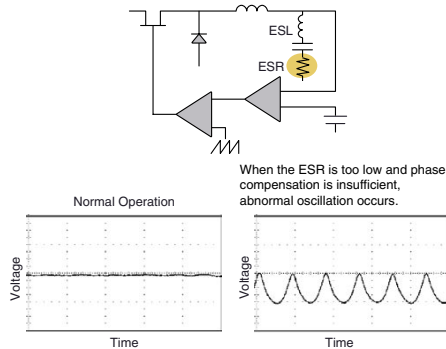 ESL
ESR
When the ESR is too low and phase
compensation is insufficient,
abnormal oscillation occurs.
Normal Operation
Voltage
Time
Voltage
Time